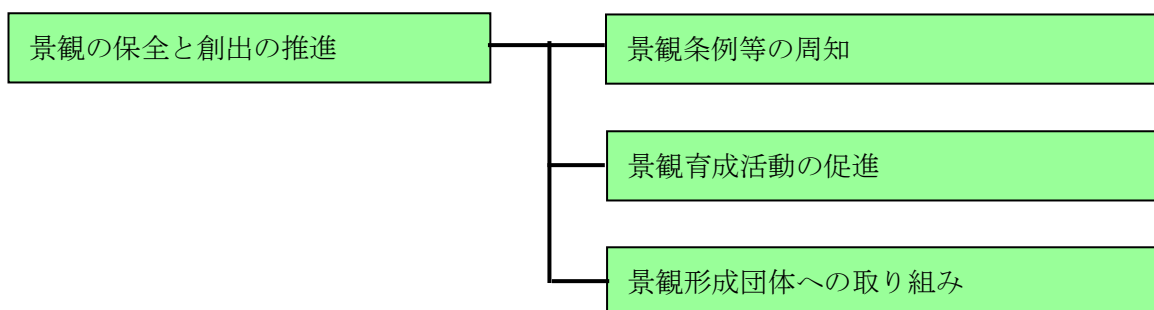 景観の保全と創出の推進
景観条例等の周知
景観育成活動の促進
景観形成団体への取り組み